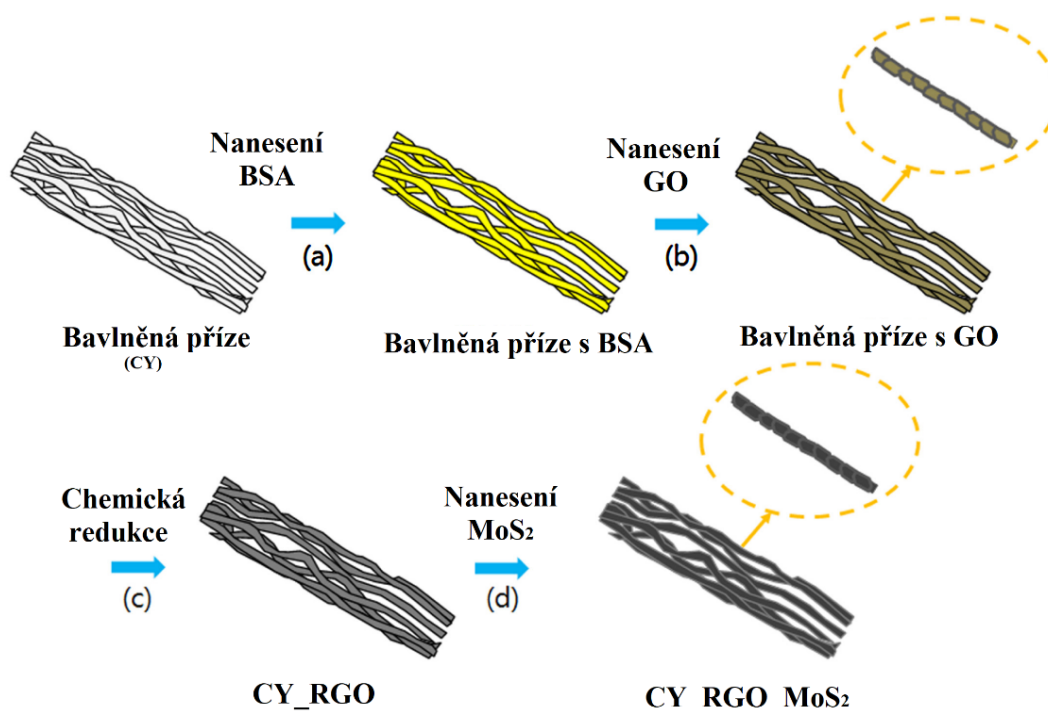 Nanesení
BSA
(a)
Nanesení
GO
(b)
Bavlněná příze
(CY)
Bavlněná příze s BSA
Bavlněná příze s GO
Chemická
redukce
(c)
Nanesení
MoS₂
(d)
CY_RGO
CY RGO MoS₂